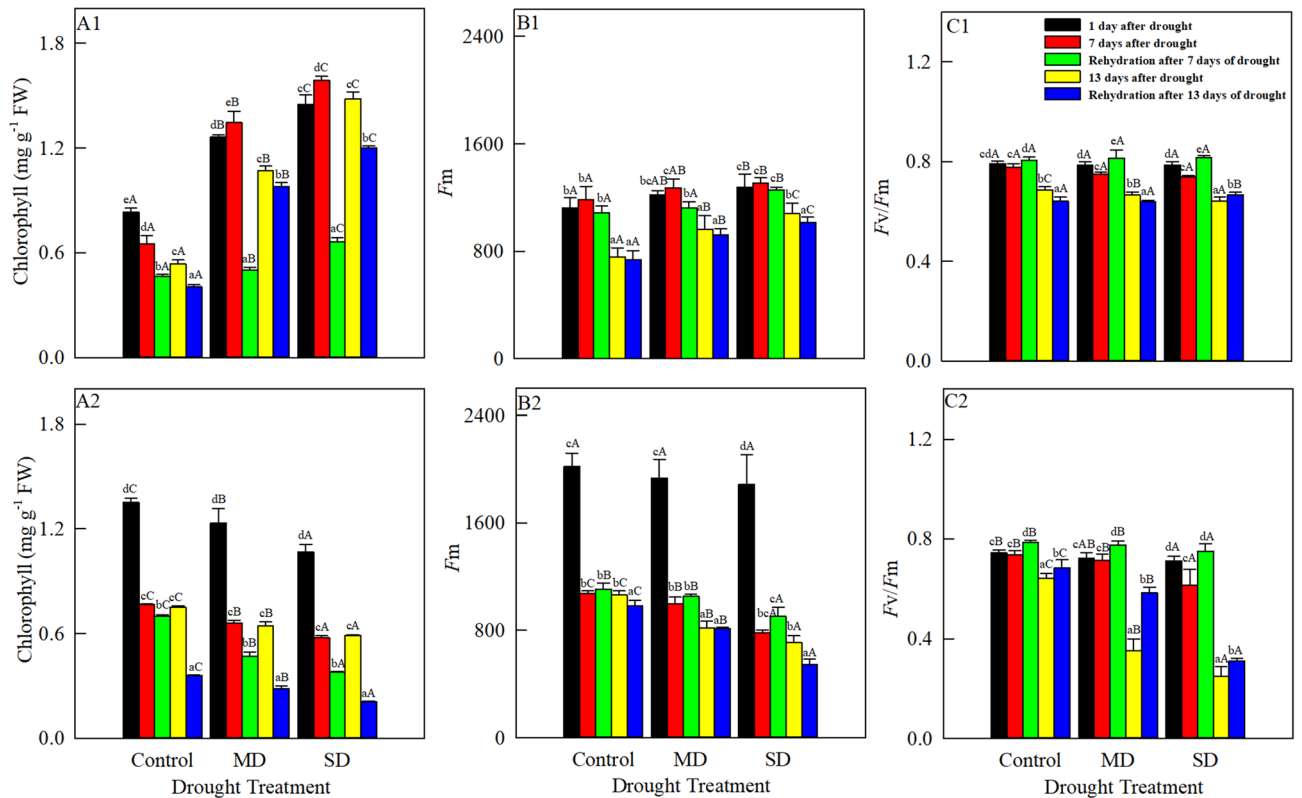 A1
Chlorophyll (mg g⁻¹ FW)
1.8
1.2
0.6
0.0
eA
dA
bA
cA
aA
dB
eB
aB
cB
bB
cC
dC
aC
cC
bC
B1
Fm
2400
1600
800
0
bA
bA
bA
aA
aA
bcAB
cAB
bA
aB
aB
cB
cB
cB
bC
aC
C1
Fv/Fm
1.2
0.8
0.4
0.0
1 day after drought
7 days after drought
Rehydration after 7 days of drought
13 days after drought
Rehydration after 13 days of drought
cdA
cA
dA
bC
aA
dA
cA
eA
bB
aA
dA
cA
eA
aA
bB
A2
Chlorophyll (mg g⁻¹ FW)
1.8
1.2
0.6
0.0
dC
cC
bC
cC
aC
dB
cB
bB
cB
aB
dA
cA
bA
cA
aA
Control MD SD
Drought Treatment
B2
Fm
2400
1600
800
0
cA
bC
bB
bC
aC
cA
bB
bB
aB
aB
dA
bcA
cA
bA
aA
Control MD SD
Drought Treatment
C2
Fv/Fm
1.2
0.8
0.4
0.0
cB
cB
dB
aC
bC
cAB
cB
dB
aB
bB
dA
cA
dA
aA
bA
Control MD SD
Drought Treatment